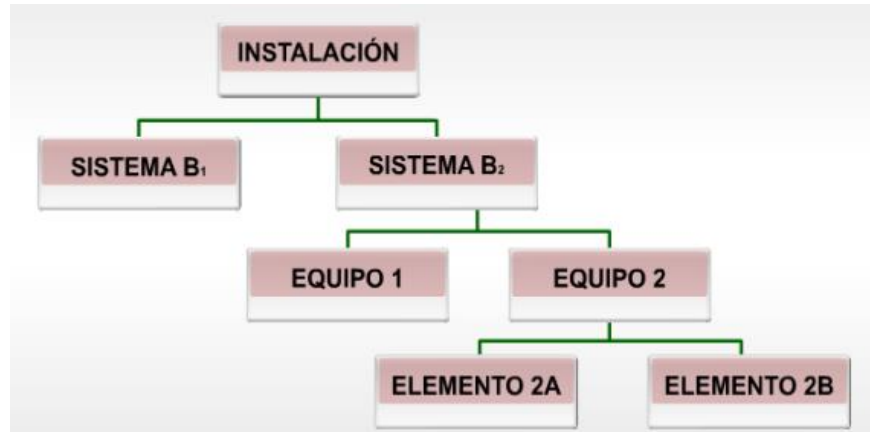 INSTALACIÓN
SISTEMA B₁
SISTEMA B₂
EQUIPO 1
EQUIPO 2
ELEMENTO 2A
ELEMENTO 2B